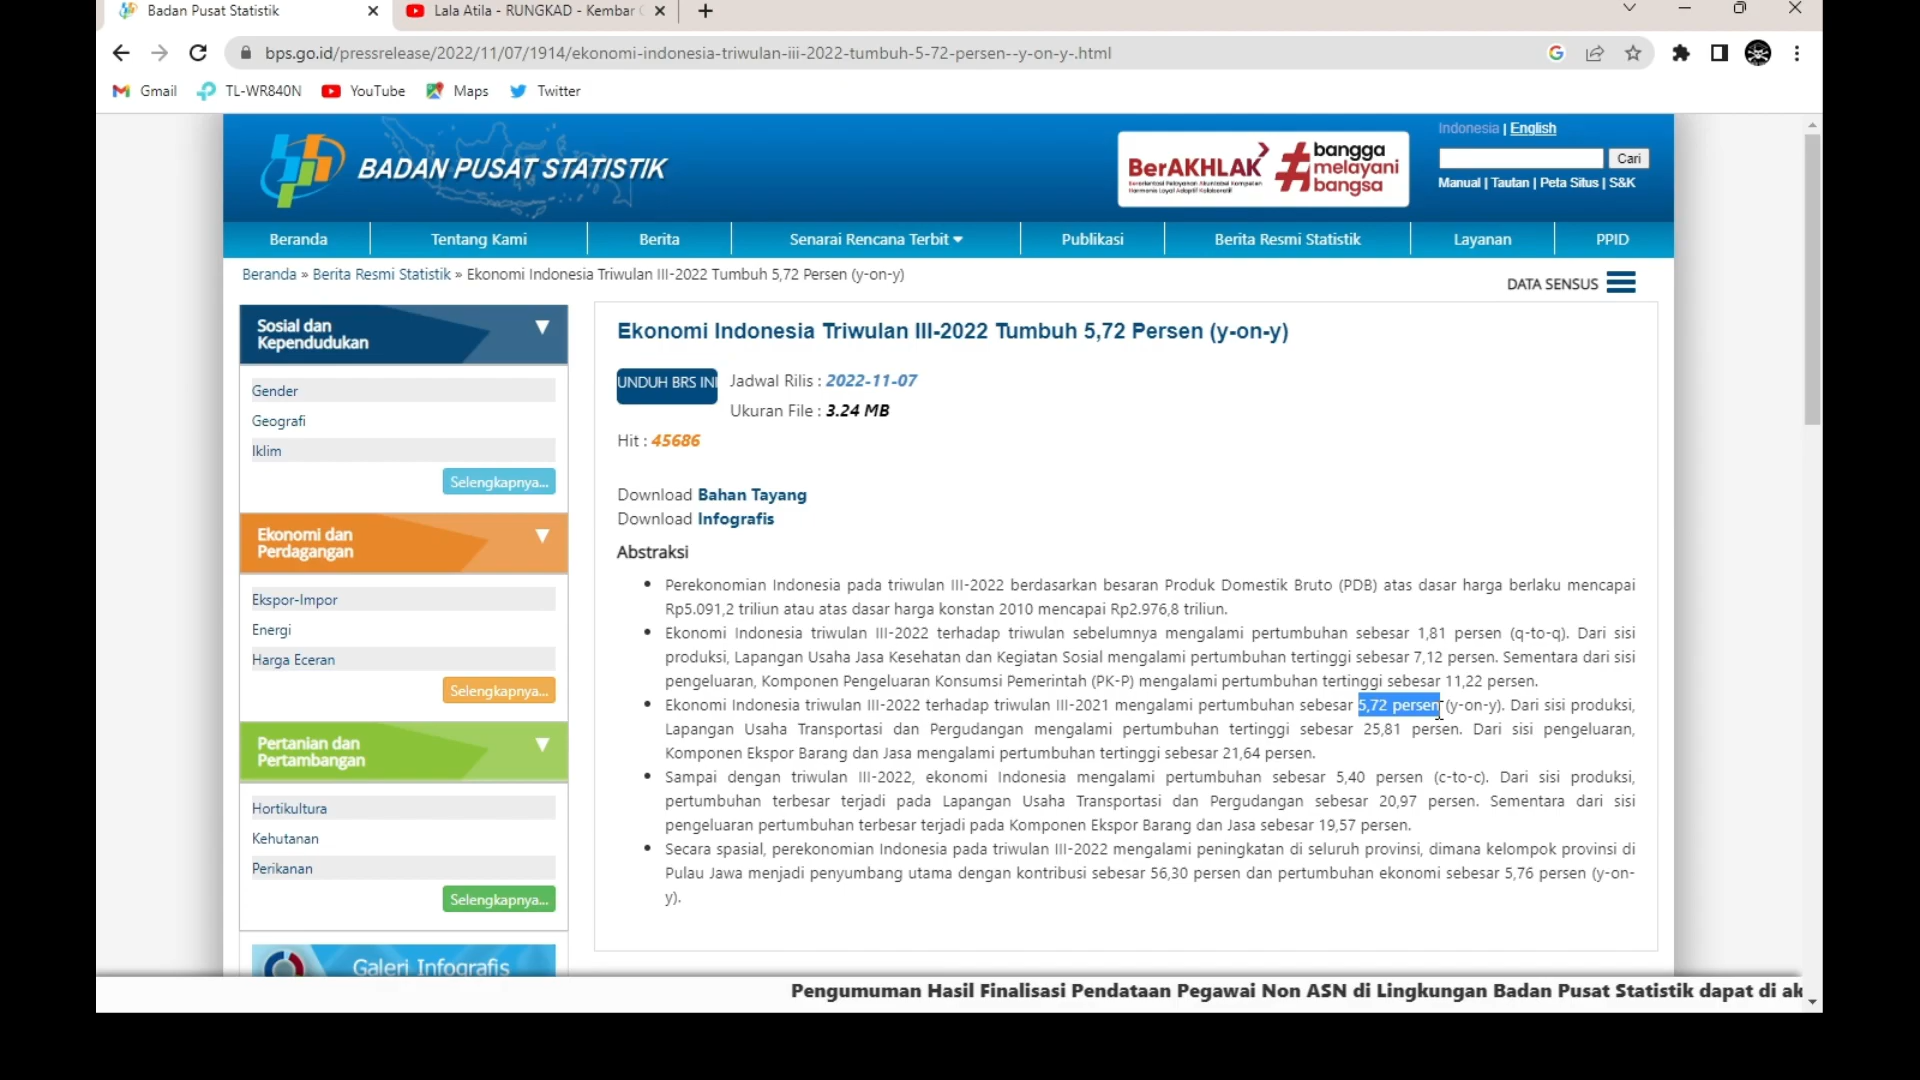 Badan Pusat Statistik
Lala Atila - RUNGKAD - Kembar
bps.go.id/pressrelease/2022/11/07/1914/ekonomi-indonesia-triwulan-iii-2022-tumbuh-5-72-persen--y-on-y-.html
Gmail TL-WR840N YouTube Maps Twitter
Indonesia | English
BADAN PUSAT STATISTIK
BerAKHLAK
# bangga
melayani
bangsa
Cari
Manual | Tautan | Peta Situs | S&K
Beranda Tentang Kami Berita Senarai Rencana Terbit Publikasi Berita Resmi Statistik Layanan PPID
Beranda » Berita Resmi Statistik » Ekonomi Indonesia Triwulan III-2022 Tumbuh 5,72 Persen (y-on-y)
DATA SENSUS
Sosial dan
Kependudukan
Gender
Geografi
Iklim
Selengkapnya...
Ekonomi dan
Perdagangan
Ekspor-Impor
Energi
Harga Eceran
Selengkapnya...
Pertanian dan
Pertambangan
Hortikultura
Kehutanan
Perikanan
Selengkapnya...
Galeri Infografis
Ekonomi Indonesia Triwulan III-2022 Tumbuh 5,72 Persen (y-on-y)
UNDUH BRS INI
Jadwal Rilis : 2022-11-07
Ukuran File : 3.24 MB
Hit : 45686
Download Bahan Tayang
Download Infografis
Abstraksi
• Perekonomian Indonesia pada triwulan III-2022 berdasarkan besaran Produk Domestik Bruto (PDB) atas dasar harga berlaku mencapai
Rp5.091,2 triliun atau atas dasar harga konstan 2010 mencapai Rp2.976,8 triliun.
• Ekonomi Indonesia triwulan III-2022 terhadap triwulan sebelumnya mengalami pertumbuhan sebesar 1,81 persen (q-to-q). Dari sisi
produksi, Lapangan Usaha Jasa Kesehatan dan Kegiatan Sosial mengalami pertumbuhan tertinggi sebesar 7,12 persen. Sementara dari sisi
pengeluaran, Komponen Pengeluaran Konsumsi Pemerintah (PK-P) mengalami pertumbuhan tertinggi sebesar 11,22 persen.
• Ekonomi Indonesia triwulan III-2022 terhadap triwulan III-2021 mengalami pertumbuhan sebesar 5,72 persen (y-on-y). Dari sisi produksi,
Lapangan Usaha Transportasi dan Pergudangan mengalami pertumbuhan tertinggi sebesar 25,81 persen. Dari sisi pengeluaran,
Komponen Ekspor Barang dan Jasa mengalami pertumbuhan tertinggi sebesar 21,64 persen.
• Sampai dengan triwulan III-2022, ekonomi Indonesia mengalami pertumbuhan sebesar 5,40 persen (c-to-c). Dari sisi produksi,
pertumbuhan terbesar terjadi pada Lapangan Usaha Transportasi dan Pergudangan sebesar 20,97 persen. Sementara dari sisi
pengeluaran pertumbuhan terbesar terjadi pada Komponen Ekspor Barang dan Jasa sebesar 19,57 persen.
• Secara spasial, perekonomian Indonesia pada triwulan III-2022 mengalami peningkatan di seluruh provinsi, dimana kelompok provinsi di
Pulau Jawa menjadi penyumbang utama dengan kontribusi sebesar 56,30 persen dan pertumbuhan ekonomi sebesar 5,76 persen (y-on-
y).
Pengumuman Hasil Finalisasi Pendataan Pegawai Non ASN di Lingkungan Badan Pusat Statistik dapat di ak